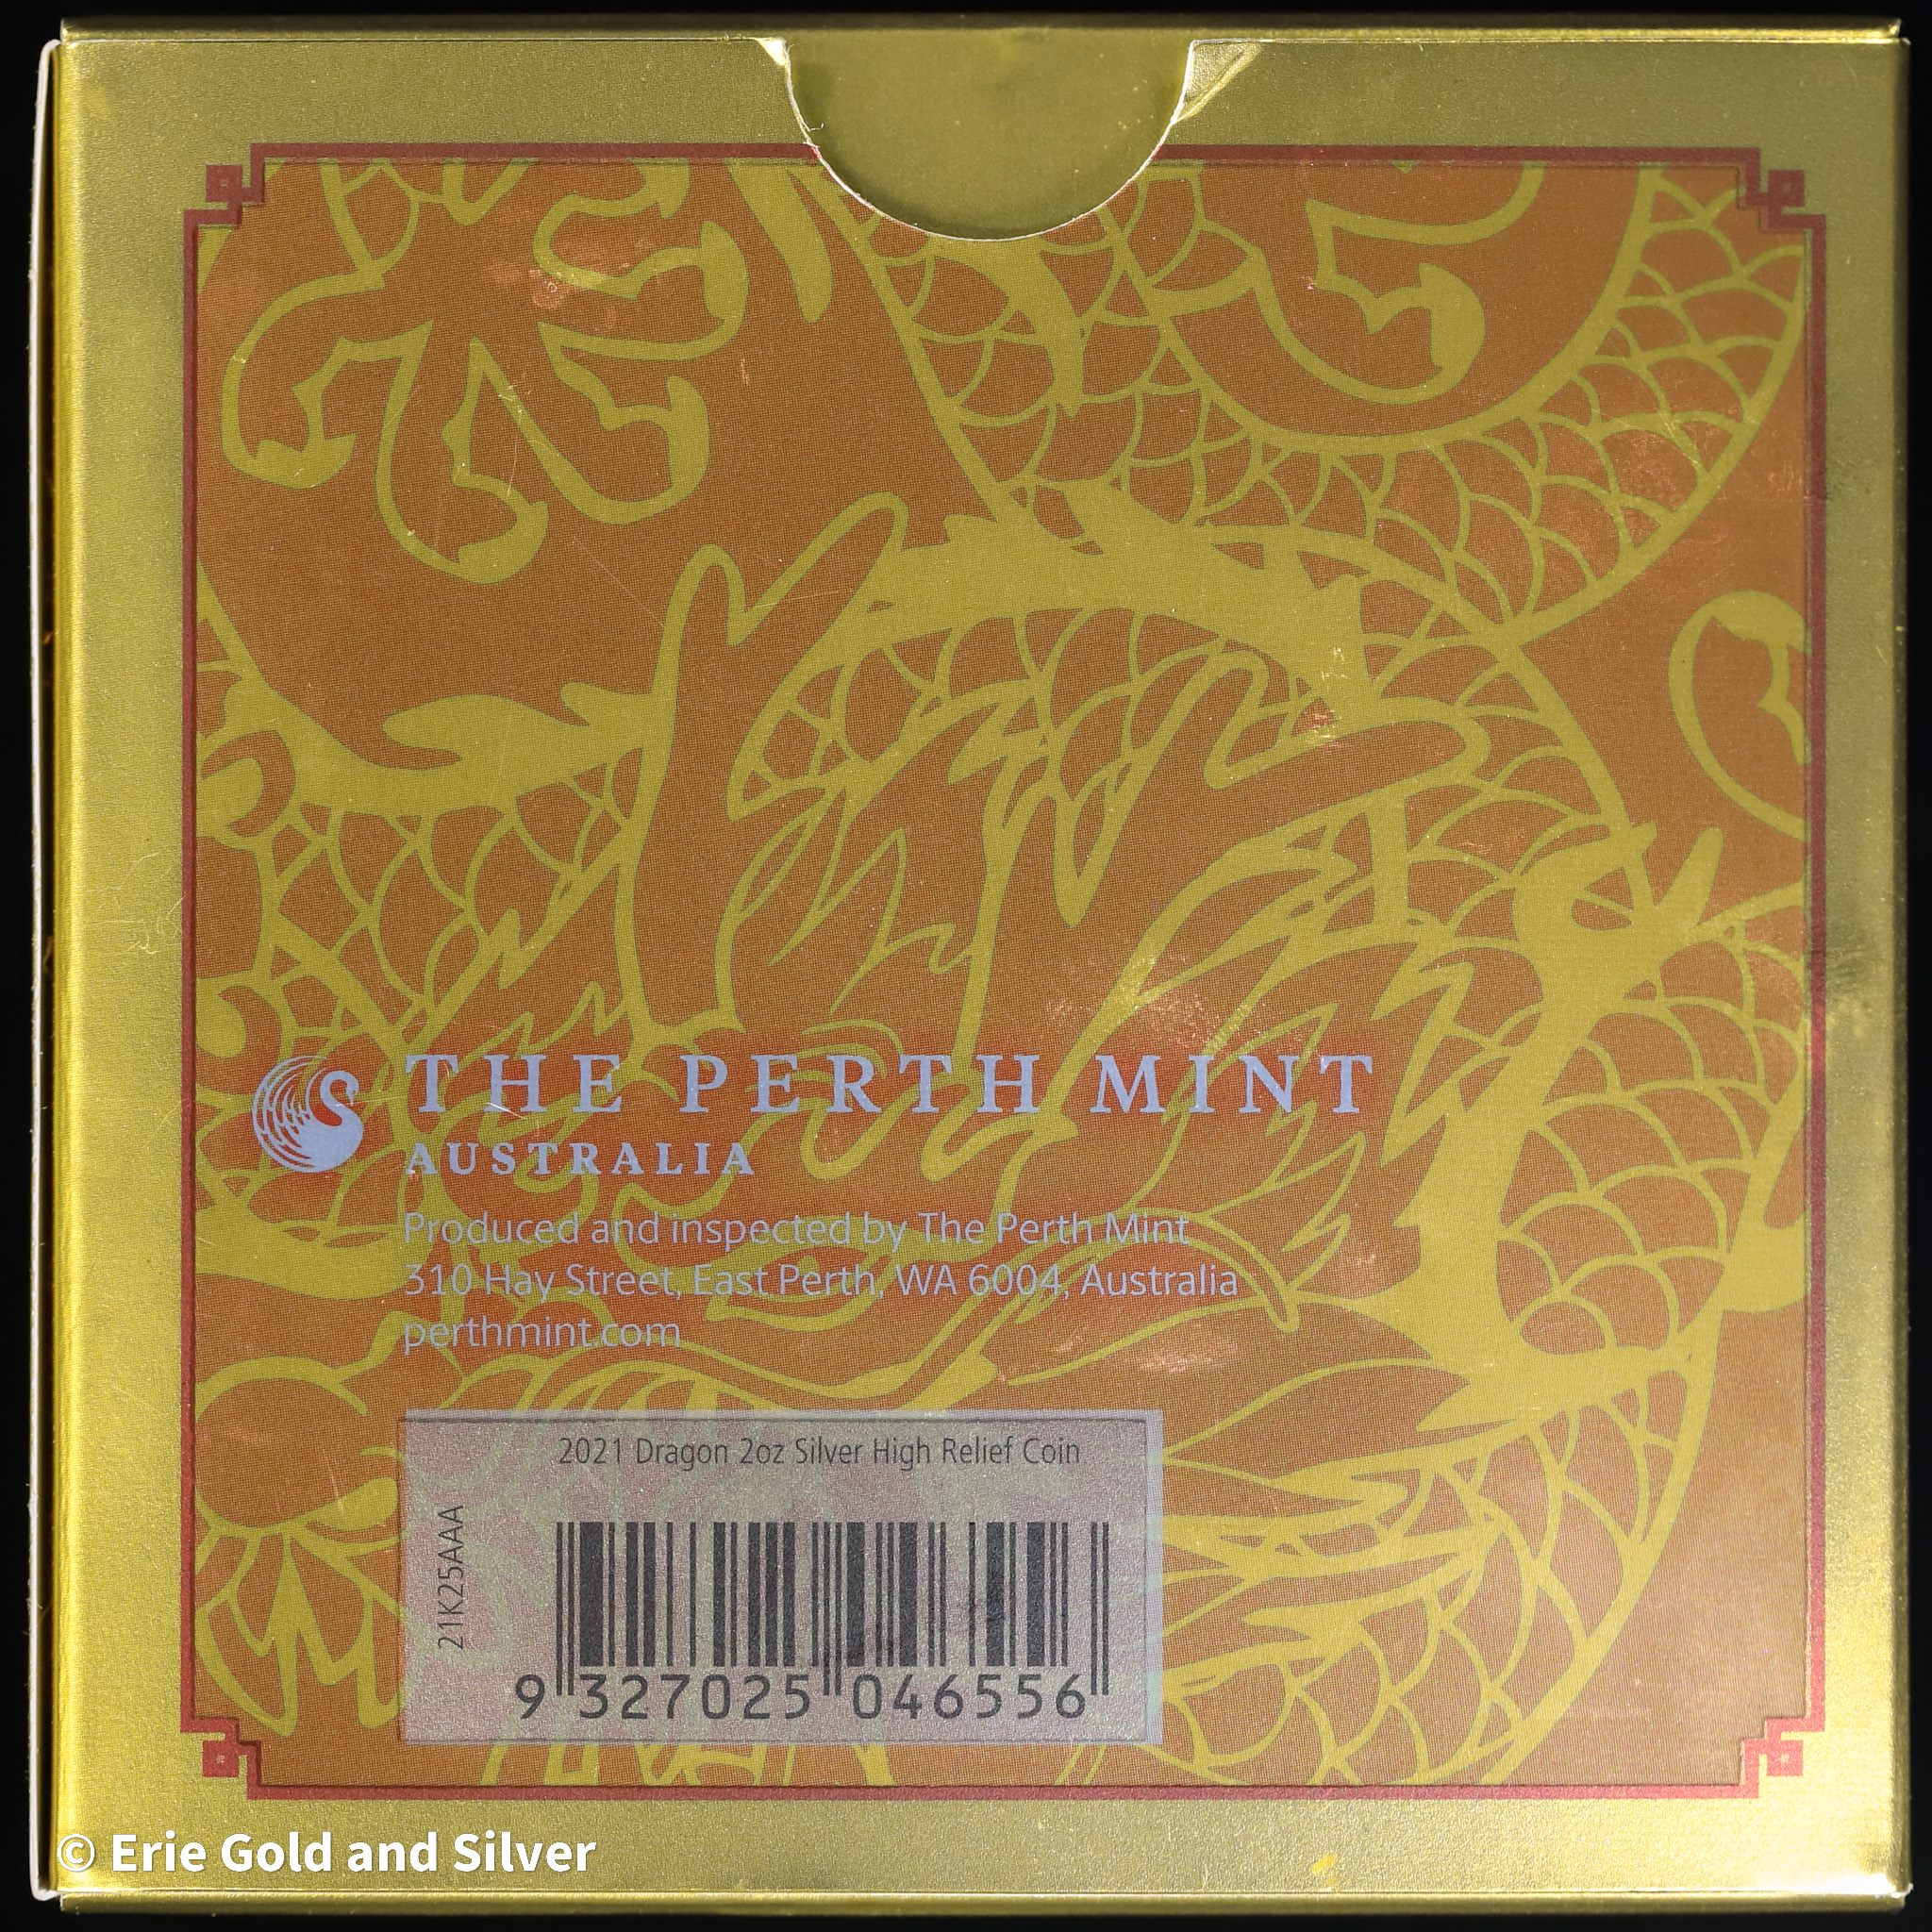 THE PERTH MINT
AUSTRALIA
Produced and inspected by The Perth Mint
310 Hay Street, East Perth, WA 6004, Australia
perthmint.com
2021 Dragon 2oz Silver High Relief Coin
21K25AAA
9 327025 046556
© Erie Gold and Silver